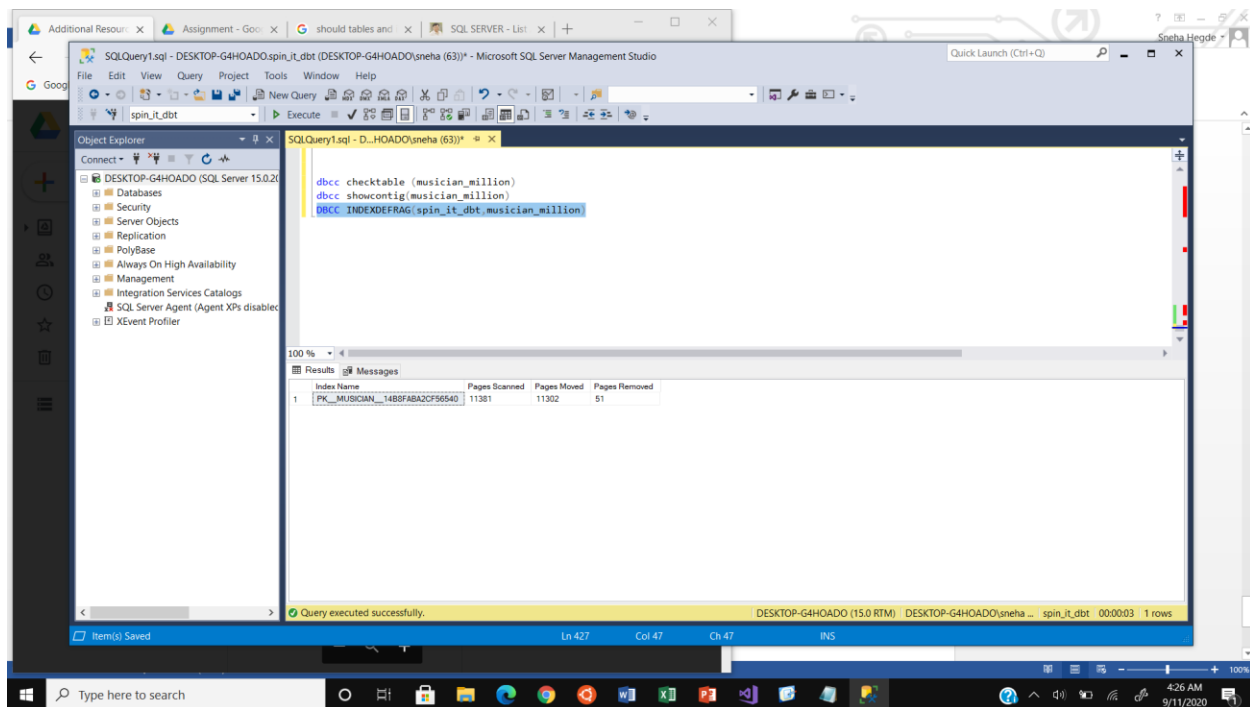 Additional Resourc
Assignment - Goo
should tables and
SQL SERVER - List
Sneha Hegde
Goog
SQLQuery1.sql - DESKTOP-G4HOADO.spin_it_dbt (DESKTOP-G4HOADO\sneha (63))* - Microsoft SQL Server Management Studio
Quick Launch (Ctrl+Q)
File Edit View Query Project Tools Window Help
New Query
spin_it_dbt
Execute
Object Explorer
SQLQuery1.sql - D...HOADO\sneha (63))*
Connect
DESKTOP-G4HOADO (SQL Server 15.0.20
Databases
Security
Server Objects
Replication
PolyBase
Always On High Availability
Management
Integration Services Catalogs
SQL Server Agent (Agent XPs disabled
XEvent Profiler
dbcc checktable (musician_million)
dbcc showcontig(musician_million)
DBCC INDEXDEFRAG(spin_it_dbt,musician_million)
100 %
Results Messages
Index Name Pages Scanned Pages Moved Pages Removed
1 PK__MUSICIAN__14B8FABA2CF56540 11381 11302 51
Query executed successfully.
DESKTOP-G4HOADO (15.0 RTM) DESKTOP-G4HOADO\sneha ... spin_it_dbt 00:00:03 1 rows
Item(s) Saved Ln 427 Col 47 Ch 47 INS
100%
Type here to search
4:26 AM
9/11/2020